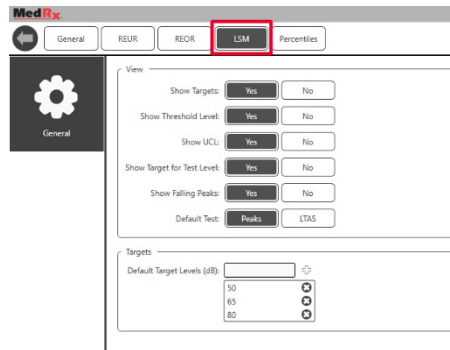 MedRx
General REUR REOR LSM Percentiles
General
View
Show Targets: Yes No
Show Threshold Level: Yes No
Show UCL: Yes No
Show Target for Test Level: Yes No
Show Falling Peaks: Yes No
Default Test: Peaks LTAS
Targets
Default Target Levels (dB):
50
65
80